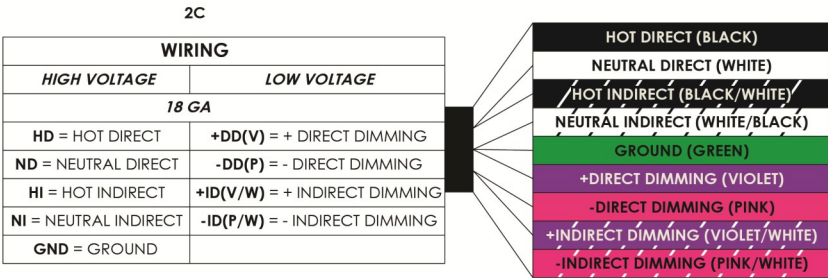 2C
WIRING
HIGH VOLTAGE LOW VOLTAGE
18 GA
HD = HOT DIRECT +DD(V) = + DIRECT DIMMING
ND = NEUTRAL DIRECT -DD(P) = - DIRECT DIMMING
HI = HOT INDIRECT +ID(V/W) = + INDIRECT DIMMING
NI = NEUTRAL INDIRECT -ID(P/W) = - INDIRECT DIMMING
GND = GROUND
HOT DIRECT (BLACK)
NEUTRAL DIRECT (WHITE)
HOT INDIRECT (BLACK/WHITE)
NEUTRAL INDIRECT (WHITE/BLACK)
GROUND (GREEN)
+DIRECT DIMMING (VIOLET)
-DIRECT DIMMING (PINK)
+INDIRECT DIMMING (VIOLET/WHITE)
-INDIRECT DIMMING (PINK/WHITE)